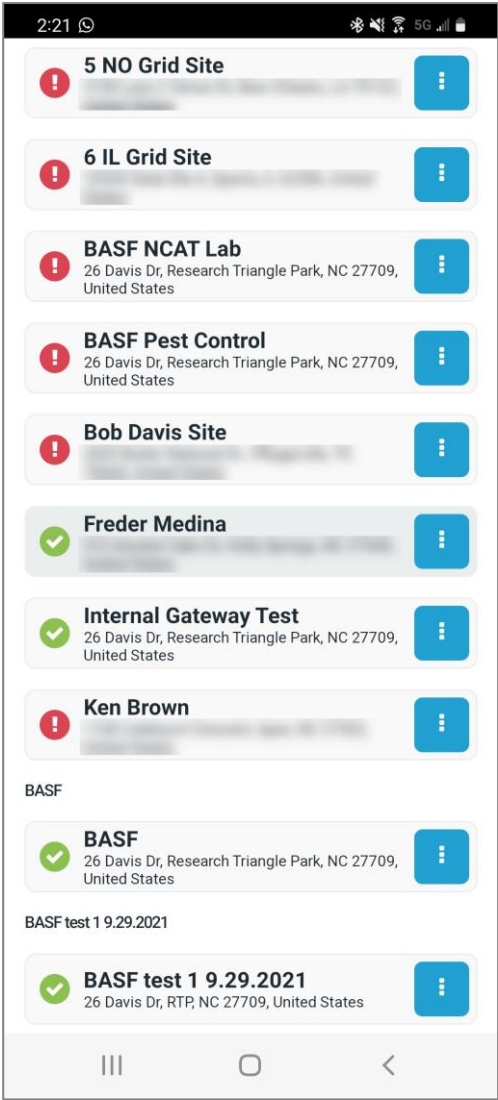 2:21 5G
5 NO Grid Site
6 IL Grid Site
BASF NCAT Lab
26 Davis Dr, Research Triangle Park, NC 27709,
United States
BASF Pest Control
26 Davis Dr, Research Triangle Park, NC 27709,
United States
Bob Davis Site
Freder Medina
Internal Gateway Test
26 Davis Dr, Research Triangle Park, NC 27709,
United States
Ken Brown
BASF
BASF
26 Davis Dr, Research Triangle Park, NC 27709,
United States
BASF test 1 9.29.2021
BASF test 1 9.29.2021
26 Davis Dr, RTP, NC 27709, United States